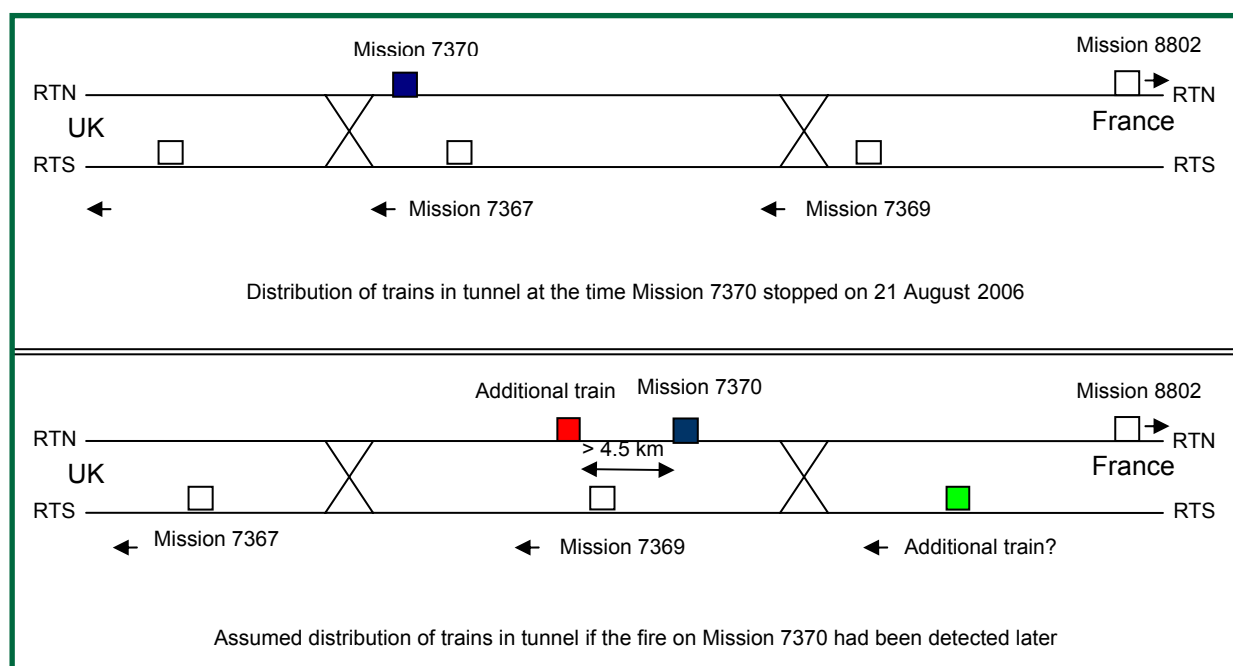 Mission 7370
Mission 8802
RTN
RTN
UK
France
RTS
RTS
Mission 7367
Mission 7369
Distribution of trains in tunnel at the time Mission 7370 stopped on 21 August 2006
Additional train
Mission 7370
Mission 8802
RTN
RTN
> 4.5 km
UK
France
RTS
RTS
Mission 7367
Mission 7369
Additional train?
Assumed distribution of trains in tunnel if the fire on Mission 7370 had been detected later